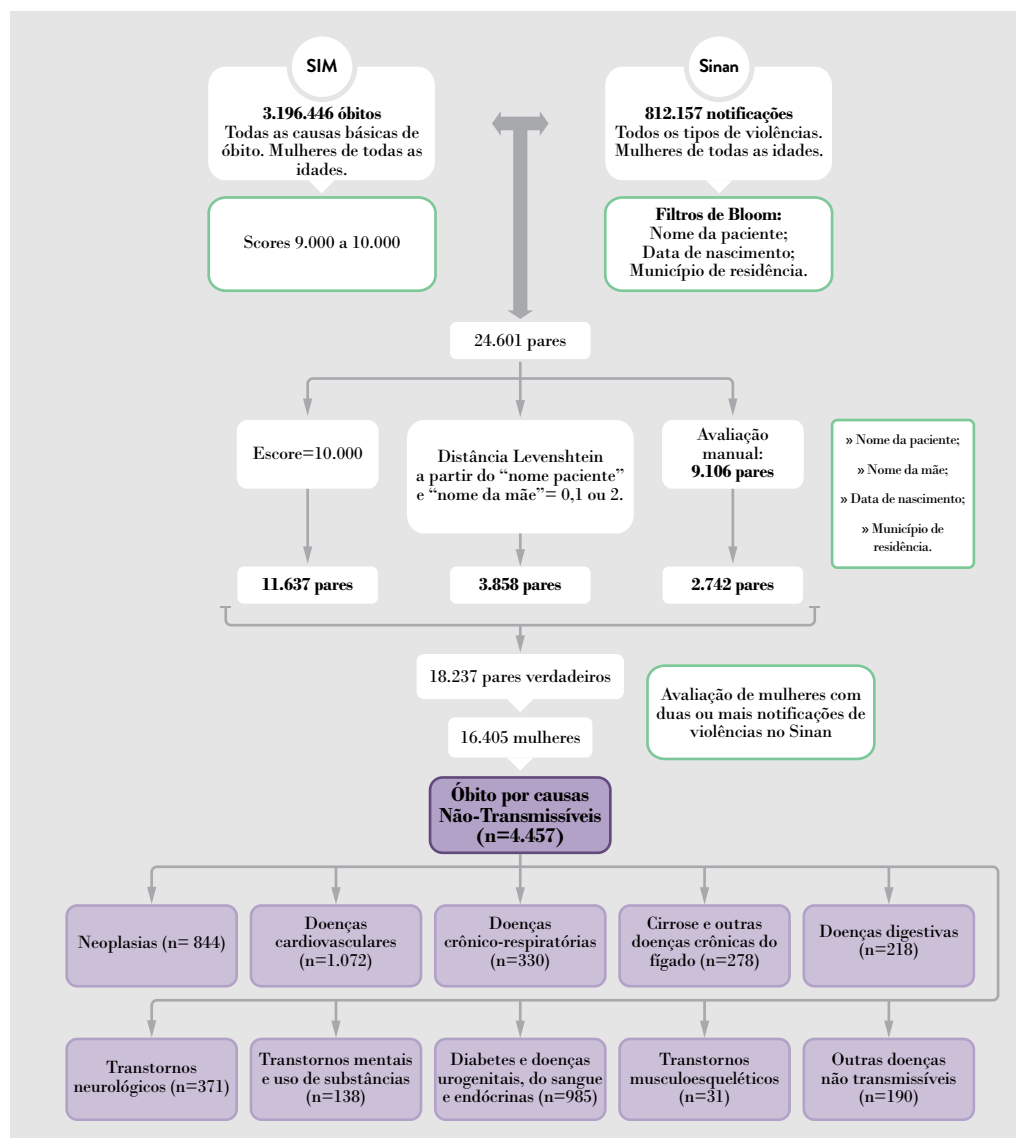 SIM
3.196.446 óbitos
Todas as causas básicas de
óbito. Mulheres de todas as
idades.
Sinan
812.157 notificações
Todos os tipos de violências.
Mulheres de todas as idades.
Scores 9.000 a 10.000
Filtros de Bloom:
Nome da paciente;
Data de nascimento;
Município de residência.
24.601 pares
Escore=10.000
Distância Levenshtein
a partir do “nome paciente”
e “nome da mãe”= 0,1 ou 2.
Avaliação
manual:
9.106 pares
» Nome da paciente;
» Nome da mãe;
» Data de nascimento;
» Município de
residência.
11.637 pares
3.858 pares
2.742 pares
18.237 pares verdadeiros
Avaliação de mulheres com
duas ou mais notificações de
violências no Sinan
16.405 mulheres
Óbito por causas
Não-Transmissíveis
(n=4.457)
Neoplasias (n= 844)
Doenças
cardiovasculares
(n=1.072)
Doenças
crônico-respiratórias
(n=330)
Cirrose e outras
doenças crônicas do
fígado (n=278)
Doenças digestivas
(n=218)
Transtornos
neurológicos (n=371)
Transtornos mentais
e uso de substâncias
(n=138)
Diabetes e doenças
urogenitais, do sangue
e endócrinas (n=985)
Transtornos
musculoesqueléticos
(n=31)
Outras doenças
não transmissíveis
(n=190)